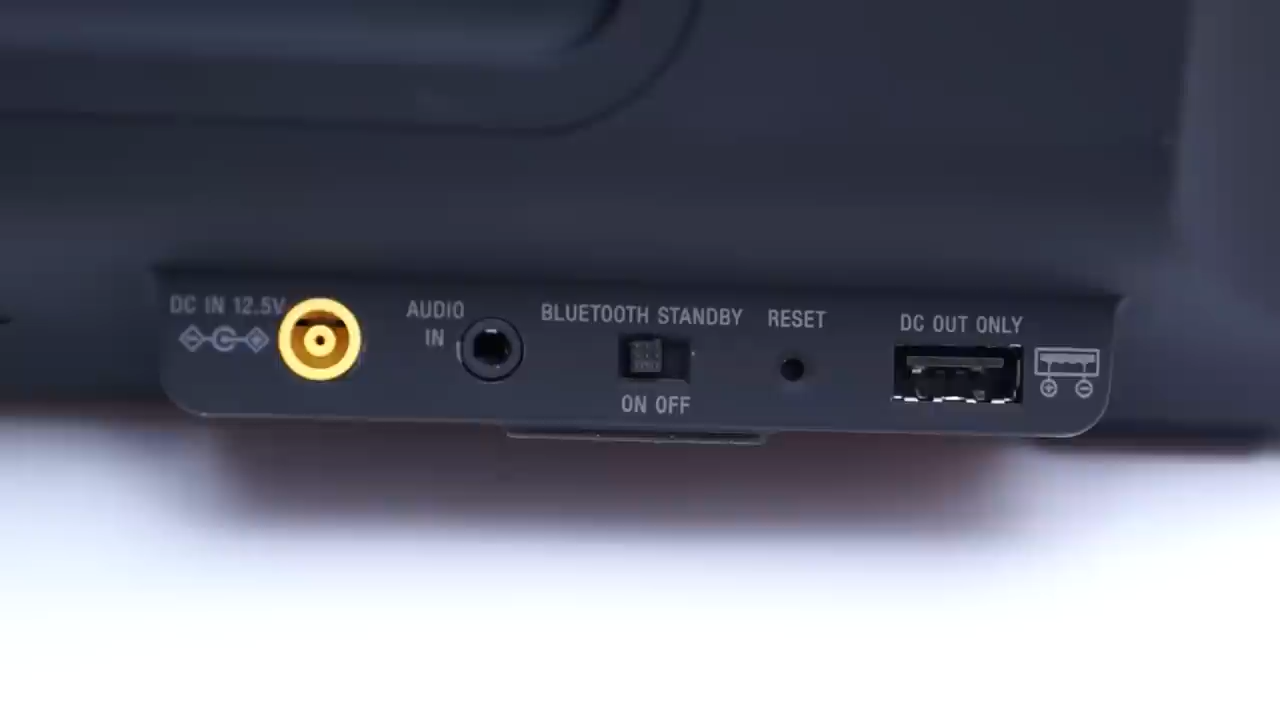 DC IN 12.5V
AUDIO
IN
BLUETOOTH STANDBY
ON OFF
RESET
DC OUT ONLY